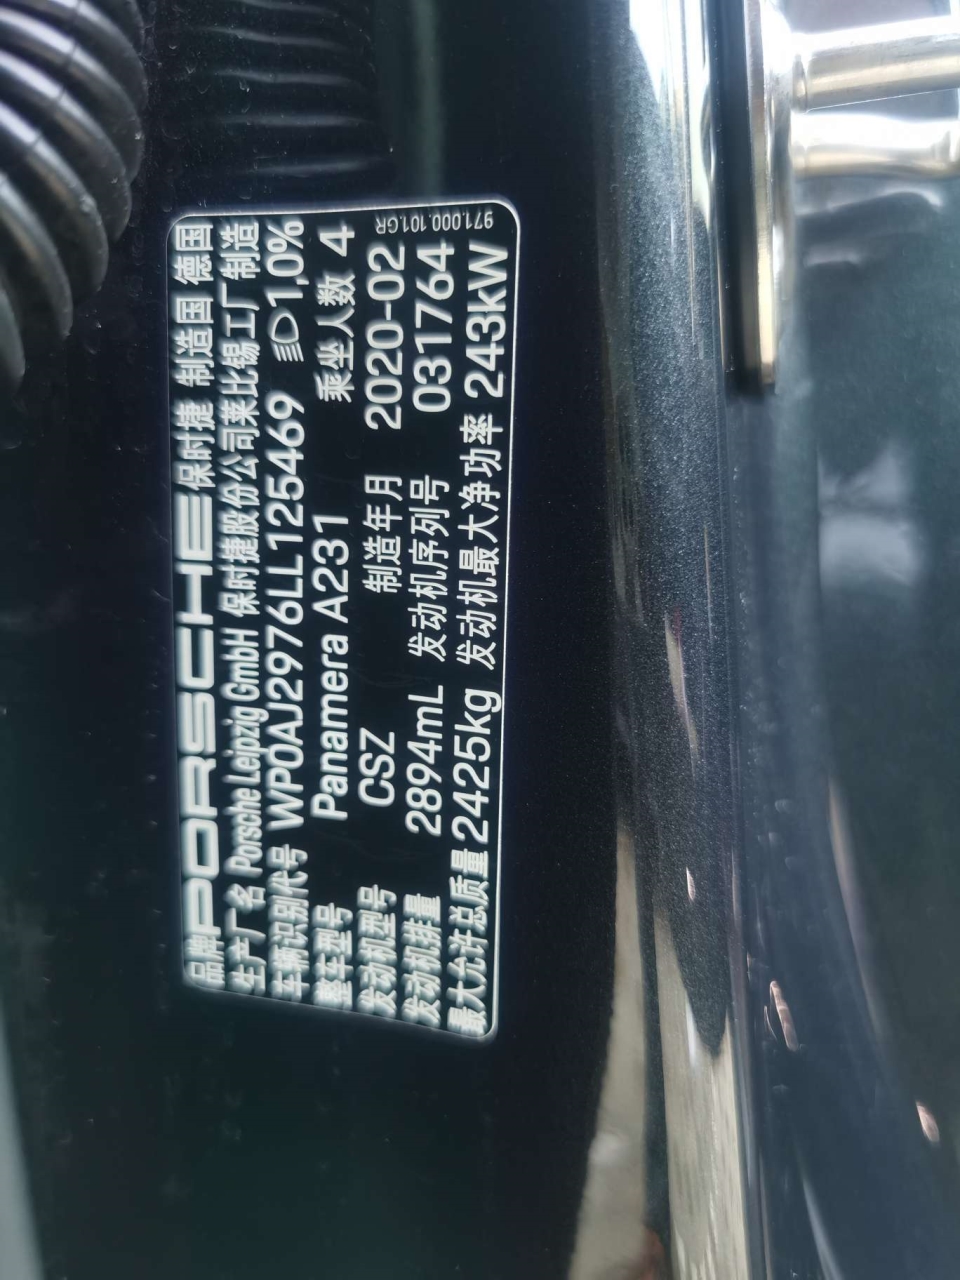 品牌 PORSCHE 保时捷 制造国 德国
生产厂名 Porsche Leipzig GmbH 保时捷股份公司莱比锡工厂制造
车辆识别代号 WP0AJ2976LL125469 1,0%
整车型号 Panamera A231 乘坐人数 4
发动机型号 CSZ 制造年月 2020-02
发动机排量 2894mL 发动机序列号 031764
最大允许总质量 2425kg 发动机最大净功率 243kW
971.000.101.GR